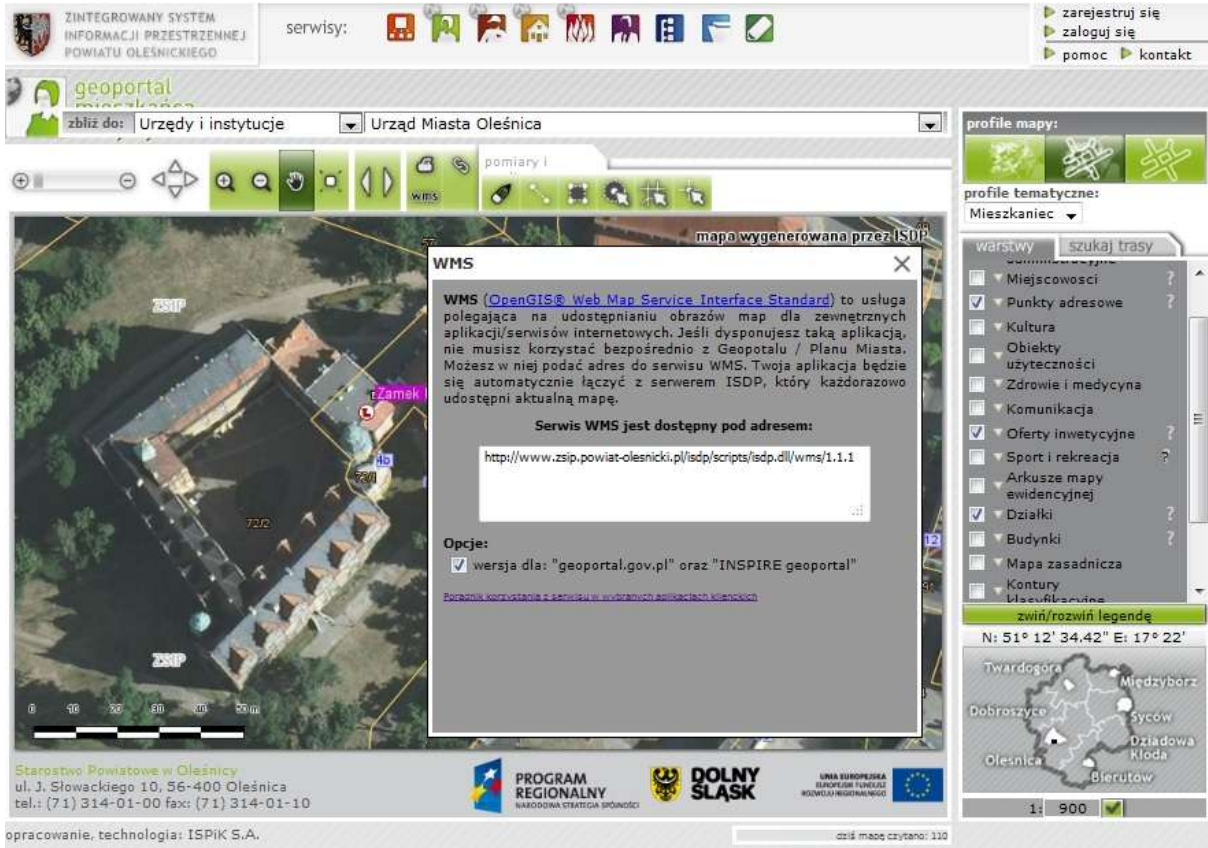 ZINTEGROWANY SYSTEM
INFORMACJI PRZESTRZENNEJ
POWIATU OLEŚNICKIEGO
serwisy:
zarejestruj się
zaloguj się
pomoc kontakt
geoportal
mieszkańca
zbliż do: Urzędy i instytucje Urząd Miasta Oleśnica
profile mapy:
wms
pomiary i
profile tematyczne:
Mieszkaniec
warstwy szukaj trasy
mapa wygenerowana przez ISDP
WMS
WMS (OpenGIS® Web Map Service Interface Standard) to usługa
polegająca na udostępnianiu obrazów map dla zewnętrznych
aplikacji/serwisów internetowych. Jeśli dysponujesz taką aplikacją,
nie musisz korzystać bezpośrednio z Geopotalu / Planu Miasta.
Możesz w niej podać adres do serwisu WMS. Twoja aplikacja będzie
się automatycznie łączyć z serwerem ISDP, który każdorazowo
udostępni aktualną mapę.
Serwis WMS jest dostępny pod adresem:
http://www.zsip.powiat-olesnicki.pl/isdp/scripts/isdp.dll/wms/1.1.1
Opcje:
wersja dla: "geoportal.gov.pl" oraz "INSPIRE geoportal"
Poradnik korzystania z serwisu w wybranych aplikacjach klienckich
ZSIP
Zamek
4b
72/1
72/2
12
ZSIP
0 10 20 30 40 50 m
administracyjne
Miejscowosci ?
Punkty adresowe ?
Kultura
Obiekty
użyteczności
Zdrowie i medycyna
Komunikacja
Oferty inwetycyjne ?
Sport i rekreacja ?
Arkusze mapy
ewidencyjnej
Działki ?
Budynki ?
Mapa zasadnicza
Kontury
klasyfikacyjne
zwiń/rozwiń legendę
N: 51° 12' 34.42" E: 17° 22'
Twardogóra
Międzybórz
Dobroszyce
Syców
Dziadowa
Kłoda
Olesnica
Bierutów
1: 900
Starostwo Powiatowe w Oleśnicy
ul. J. Słowackiego 10, 56-400 Oleśnica
tel.: (71) 314-01-00 fax: (71) 314-01-10
PROGRAM
REGIONALNY
NARODOWA STRATEGIA SPÓJNOŚCI
DOLNY
ŚLĄSK
UNIA EUROPEJSKA
EUROPEJSKI FUNDUSZ
ROZWOJU REGIONALNEGO
opracowanie, technologia: ISPiK S.A.
dziś mapę czytano: 110